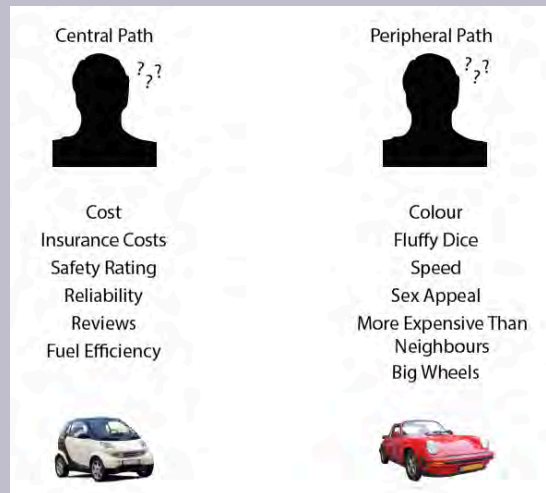 Central Path
???
Cost
Insurance Costs
Safety Rating
Reliability
Reviews
Fuel Efficiency
Peripheral Path
???
Colour
Fluffy Dice
Speed
Sex Appeal
More Expensive Than
Neighbours
Big Wheels